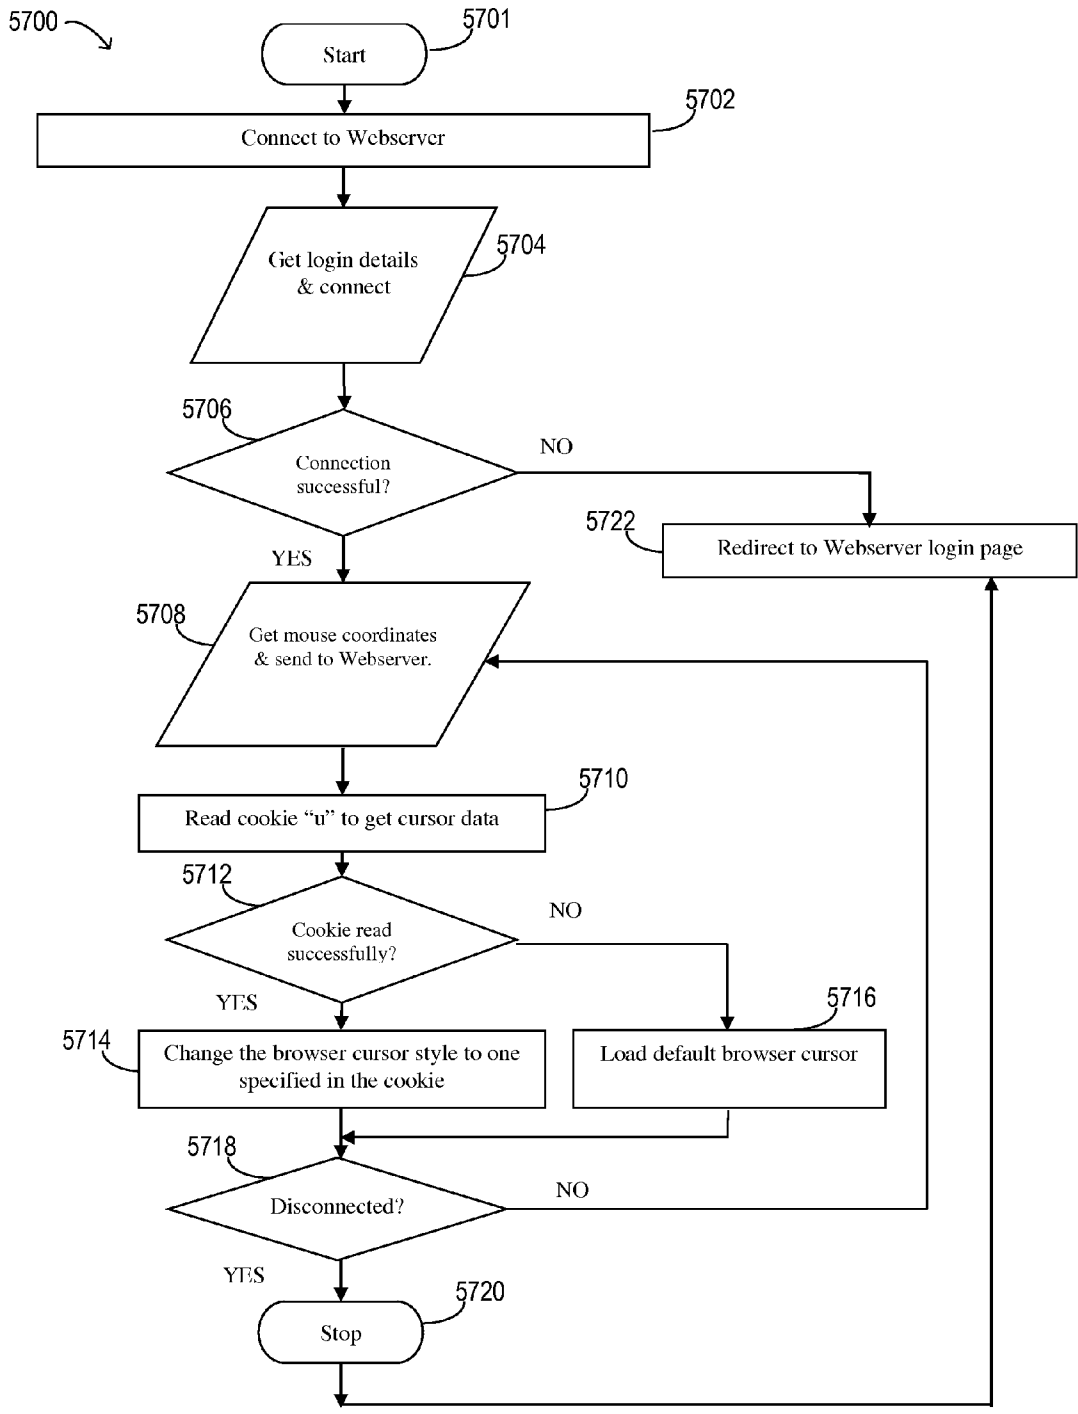 5700
5701
Start
5702
Connect to Webserver
5704
Get login details
& connect
5706
NO
Connection
successful?
5722
Redirect to Webserver login page
YES
5708
Get mouse coordinates
& send to Webserver.
5710
Read cookie “u” to get cursor data
5712
NO
Cookie read
successfully?
YES
5716
5714
Change the browser cursor style to one
specified in the cookie
Load default browser cursor
5718
NO
Disconnected?
YES
5720
Stop